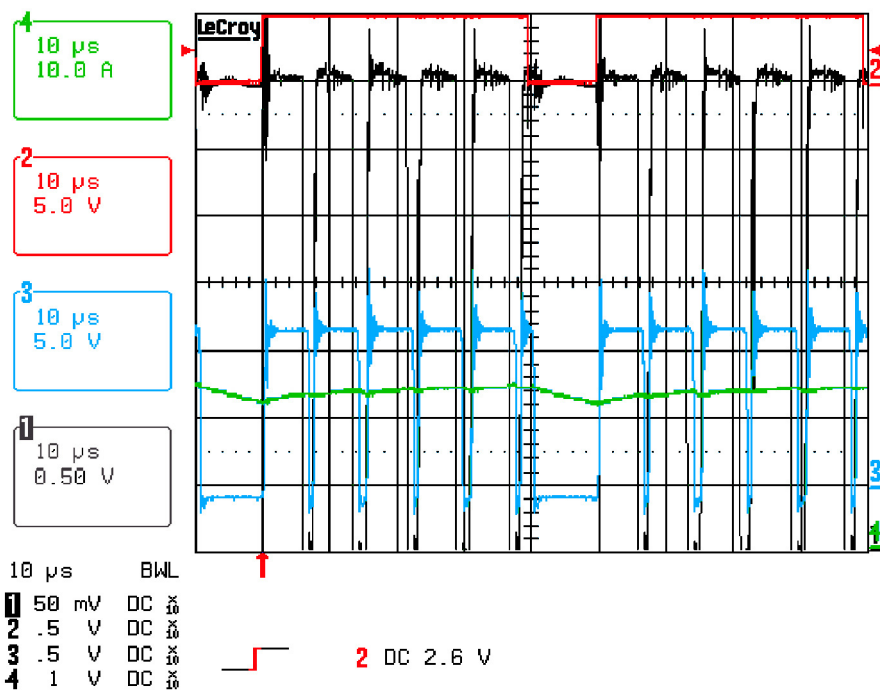 4
10 µs
10.0 A
LeCroy
2
2
10 µs
5.0 V
3
10 µs
5.0 V
1
10 µs
0.50 V
3
4
10 µs BWL
1 50 mV DC X10
2 .5 V DC X10
3 .5 V DC X10
4 1 V DC X10
2 DC 2.6 V